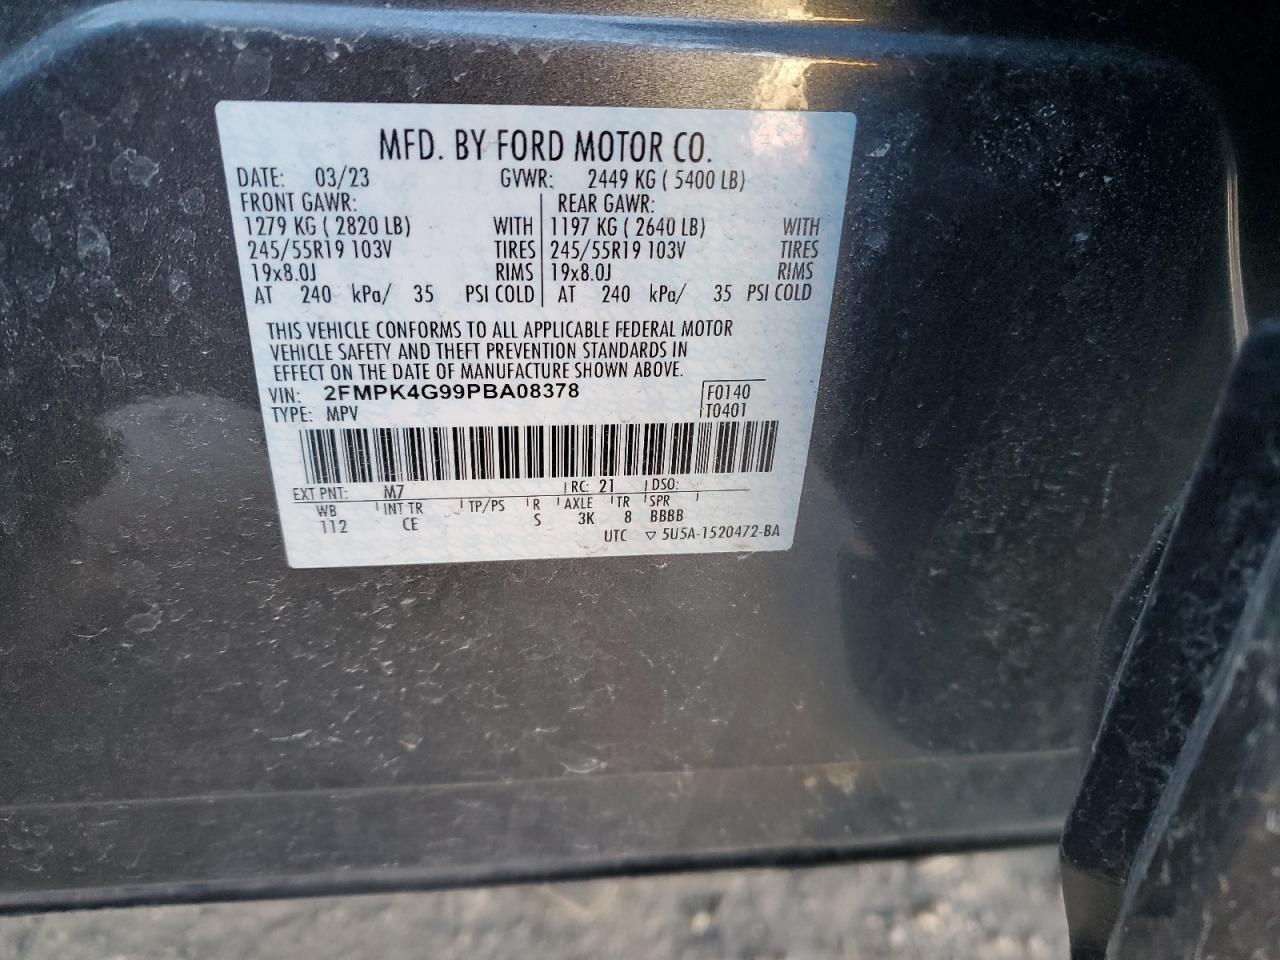 MFD. BY FORD MOTOR CO.
DATE: 03/23 GVWR: 2449 KG ( 5400 LB)
FRONT GAWR: REAR GAWR:
1279 KG ( 2820 LB) WITH 1197 KG ( 2640 LB) WITH
245/55R19 103V TIRES 245/55R19 103V TIRES
19x8.0J RIMS 19x8.0J RIMS
AT 240 kPa/ 35 PSI COLD AT 240 kPa/ 35 PSI COLD
THIS VEHICLE CONFORMS TO ALL APPLICABLE FEDERAL MOTOR
VEHICLE SAFETY AND THEFT PREVENTION STANDARDS IN
EFFECT ON THE DATE OF MANUFACTURE SHOWN ABOVE.
VIN: 2FMPK4G99PBA08378 F0140
TYPE: MPV T0401
EXT PNT: M7 RC: 21 DSO:
WB INT TR TP/PS R AXLE TR SPR
112 CE S 3K 8 BBBB
UTC ▽ 5U5A-1520472-BA